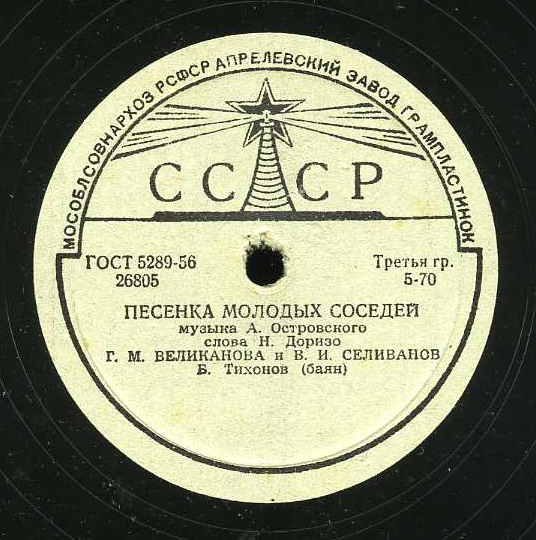 МОСОБЛСОВНАРХОЗ РСФСР АПРЕЛЕВСКИЙ ЗАВОД ГРАМПЛАСТИНОК
СССР
ГОСТ 5289-56
26805
Третья гр.
5-70
ПЕСЕНКА МОЛОДЫХ СОСЕДЕЙ
музыка А. Островского
слова Н. Доризо
Г. М. ВЕЛИКАНОВА и В. И. СЕЛИВАНОВ
Б. Тихонов (баян)